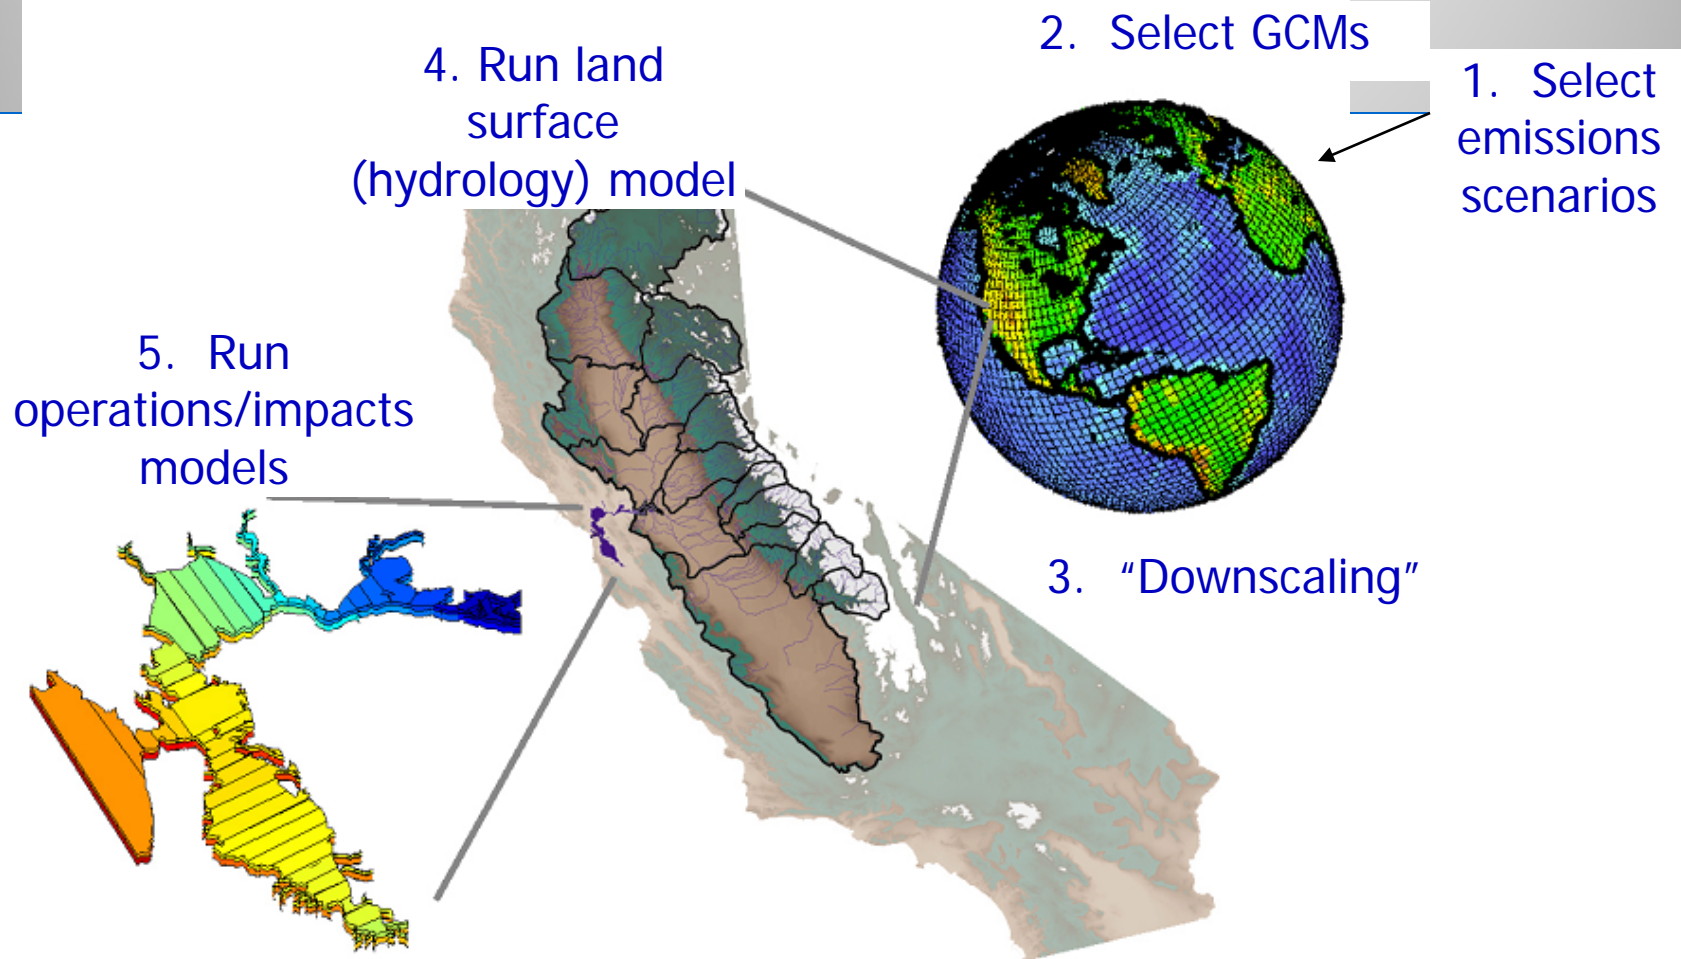 2. Select GCMs
1. Select
emissions
scenarios
4. Run land
surface
(hydrology) model
3. “Downscaling”
5. Run
operations/impacts
models